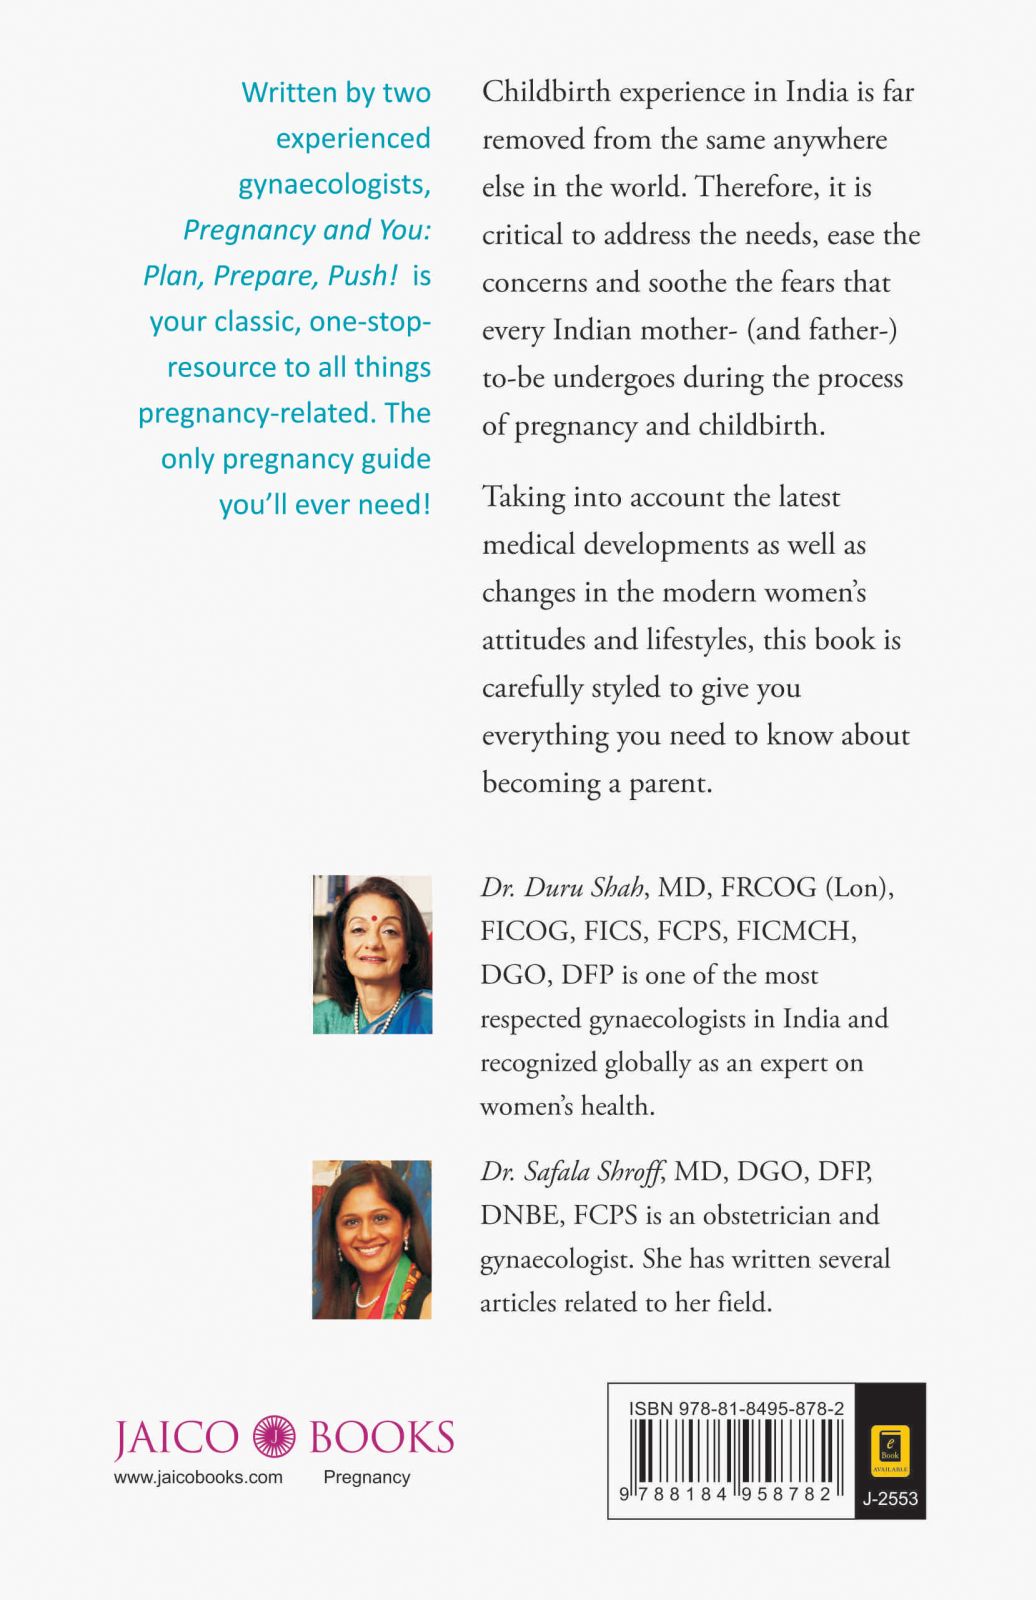 Written by two
experienced
gynaecologists,
Pregnancy and You:
Plan, Prepare, Push! is
your classic, one-stop-
resource to all things
pregnancy-related. The
only pregnancy guide
you'll ever need!
Childbirth experience in India is far
removed from the same anywhere
else in the world. Therefore, it is
critical to address the needs, ease the
concerns and soothe the fears that
every Indian mother- (and father-)
to-be undergoes during the process
of pregnancy and childbirth.
Taking into account the latest
medical developments as well as
changes in the modern women's
attitudes and lifestyles, this book is
carefully styled to give you
everything you need to know about
becoming a parent.
Dr. Duru Shah, MD, FRCOG (Lon),
FICOG, FICS, FCPS, FICMCH,
DGO, DFP is one of the most
respected gynaecologists in India and
recognized globally as an expert on
women's health.
Dr. Safala Shroff, MD, DGO, DFP,
DNBE, FCPS is an obstetrician and
gynaecologist. She has written several
articles related to her field.
JAICO J BOOKS
www.jaicobooks.com Pregnancy
ISBN 978-81-8495-878-2
9 788184 958782
e
Book
AVAILABLE
J-2553